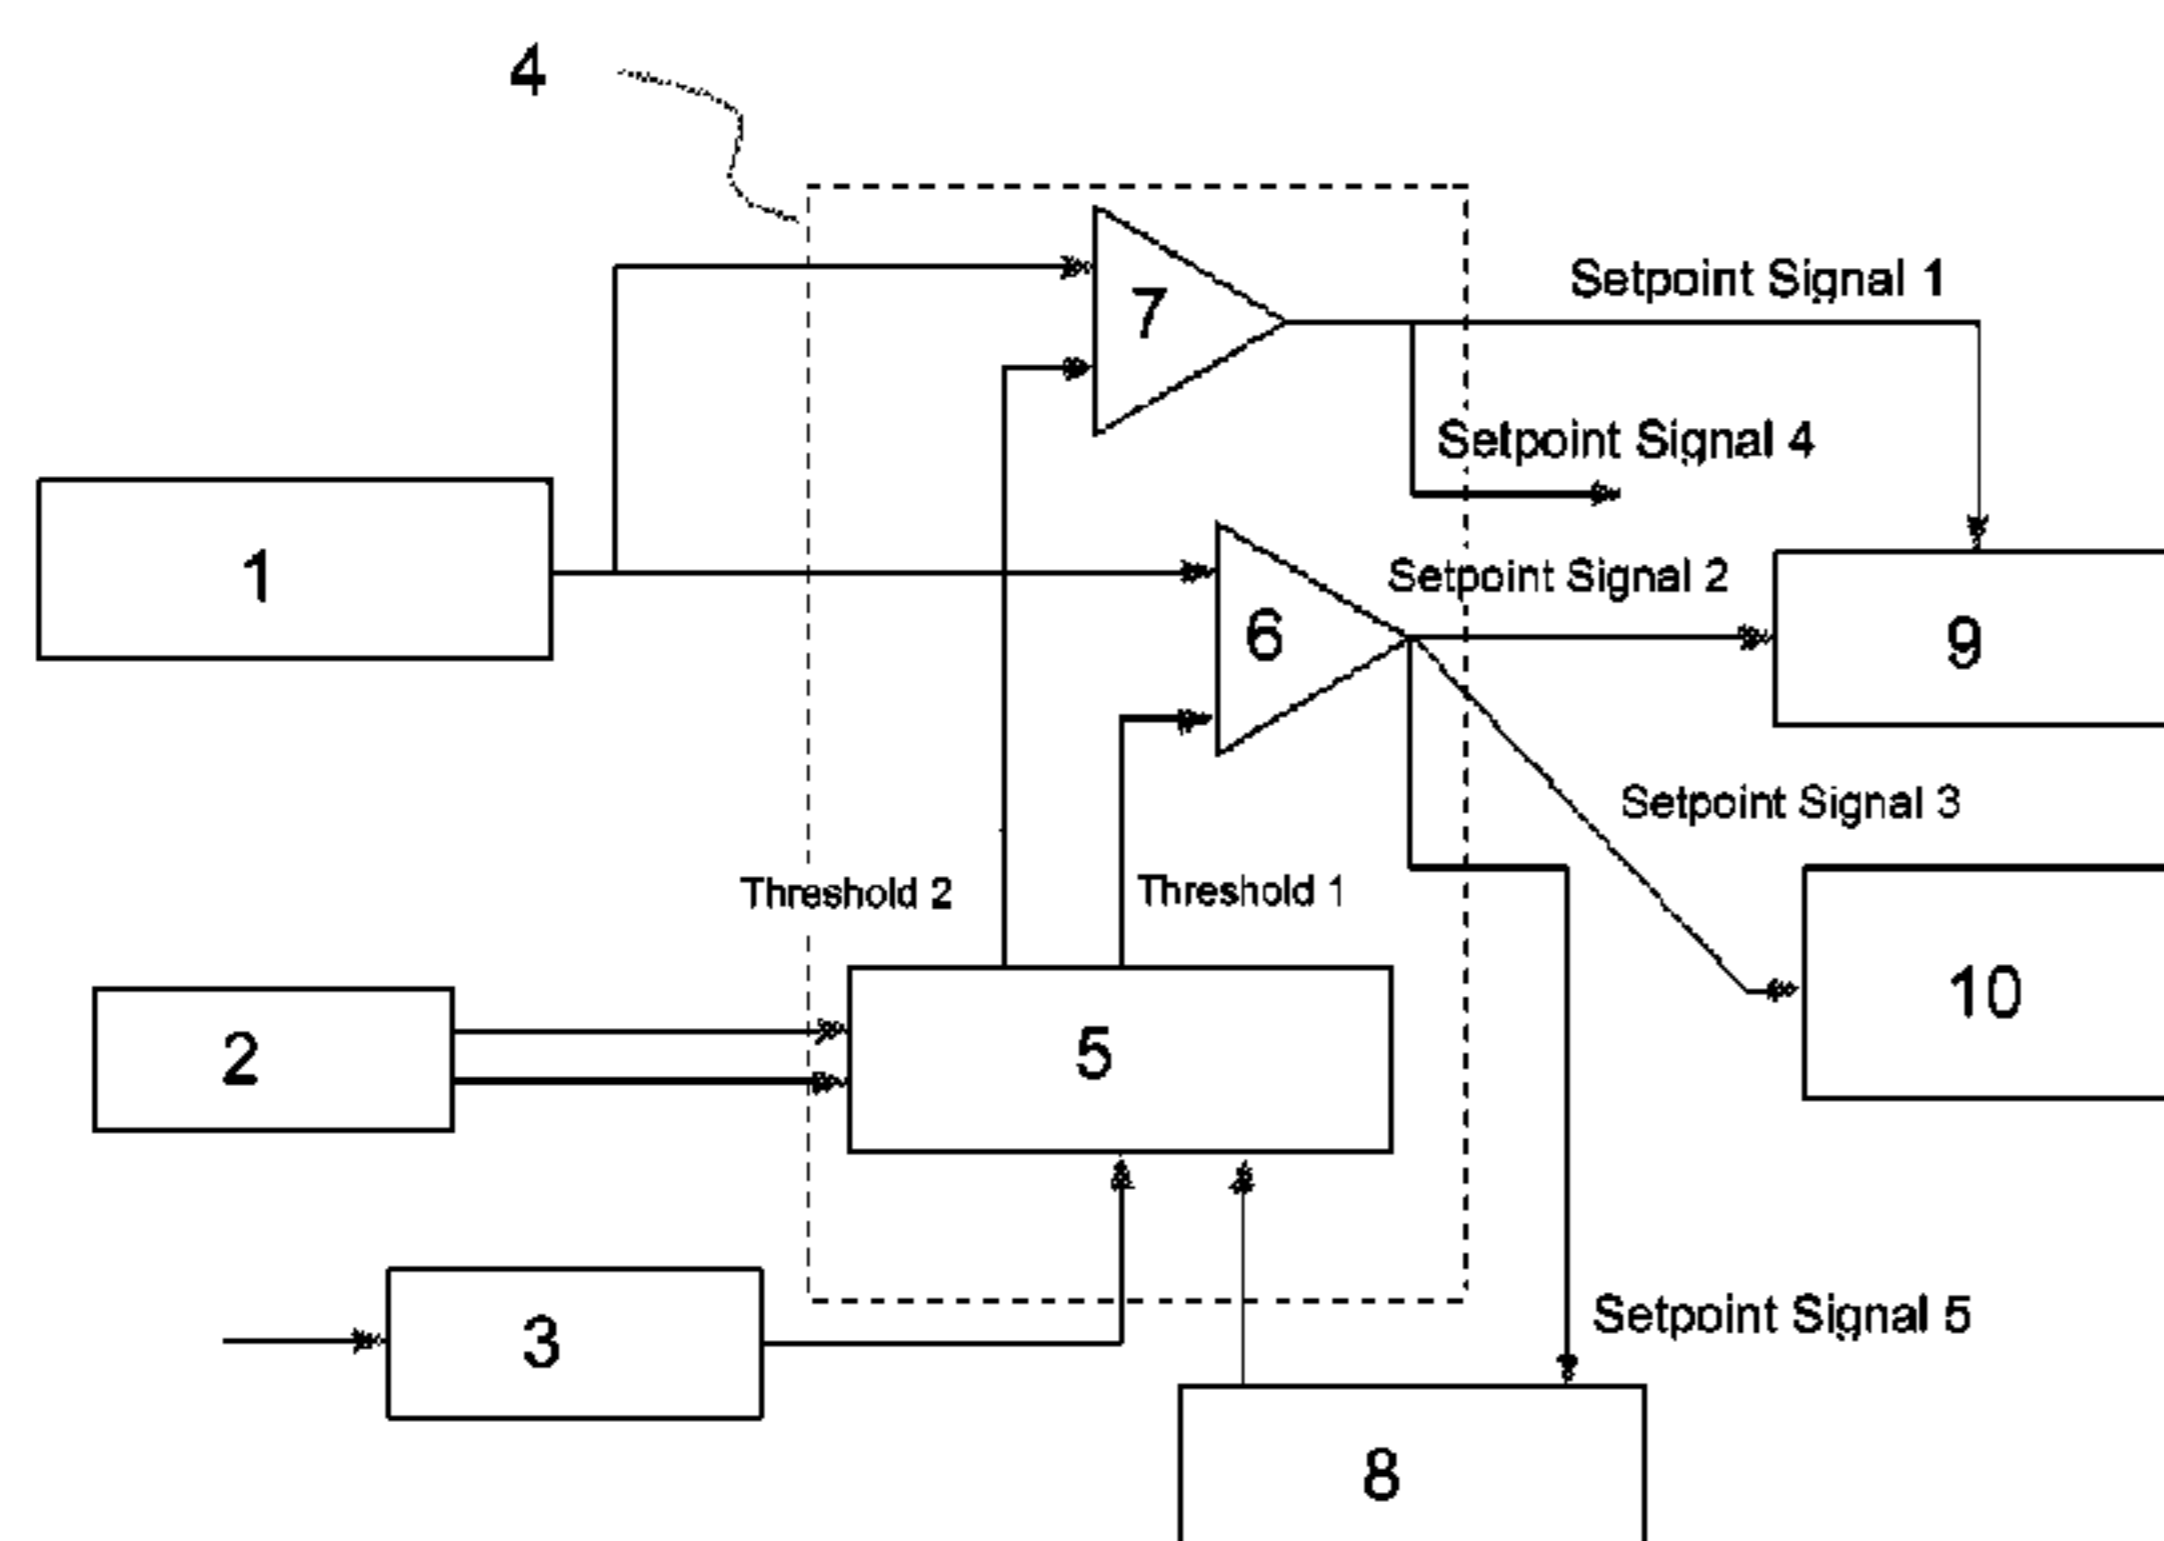 4
7
Setpoint Signal 1
Setpoint Signal 4
1
Setpoint Signal 2
6
9
Setpoint Signal 3
Threshold 2
Threshold 1
10
2
5
3
Setpoint Signal 5
8